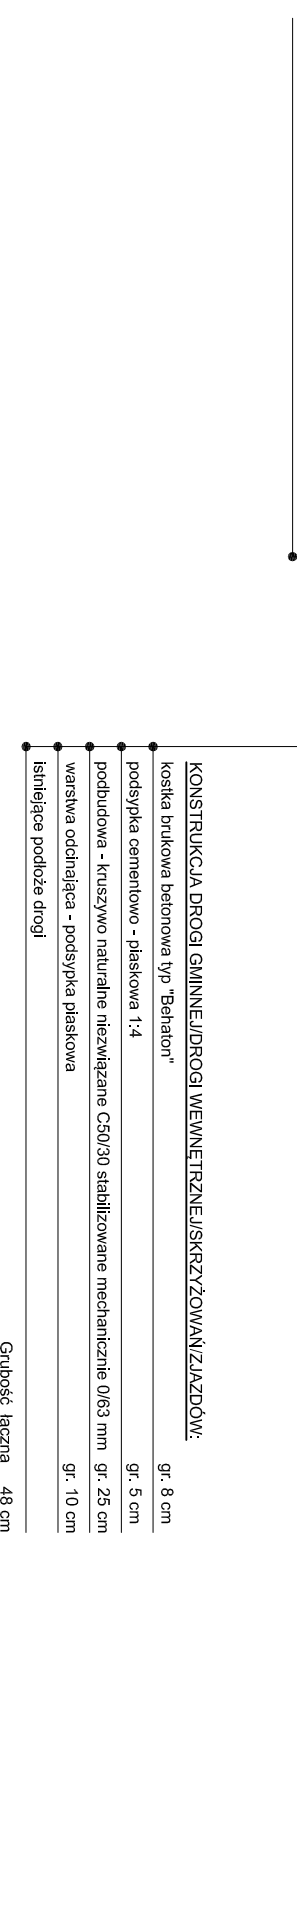 KONSTRUKCJA DROGI GMINNEJ/DROGI WEWNĘTRZNEJ/SKRZYŻOWAŃ/ZJAZDÓW:
kostka brukowa betonowa typ "Behaton" gr. 8 cm
podsypka cementowo - piaskowa 1:4 gr. 5 cm
podbudowa - kruszywo naturalne niezwiązane C50/30 stabilizowane mechanicznie 0/63 mm gr. 25 cm
warstwa odcinająca - podsypka piaskowa gr. 10 cm
istniejące podłoże drogi
Grubość łączna 48 cm